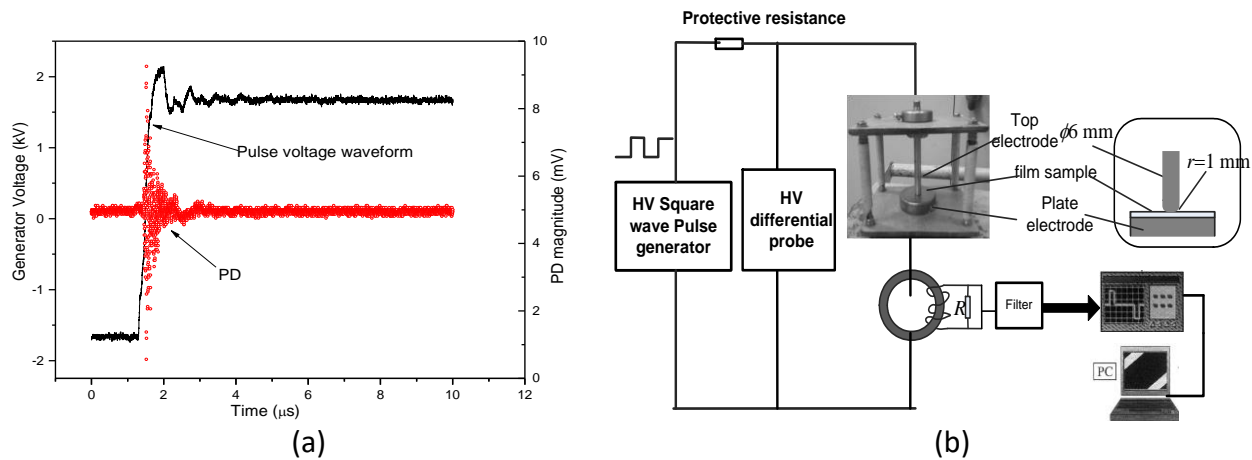 2
1
0
-1
-2
Generator Voltage (kV)
10
8
6
4
2
0
PD magnitude (mV)
Pulse voltage waveform
PD
0 2 4 6 8 10 12
Time (μs)
(a)
Protective resistance
HV Square
wave Pulse
generator
HV
differential
probe
Top
electrode
film sample
Plate
electrode
ϕ6 mm
r=1 mm
R
Filter
PC
(b)